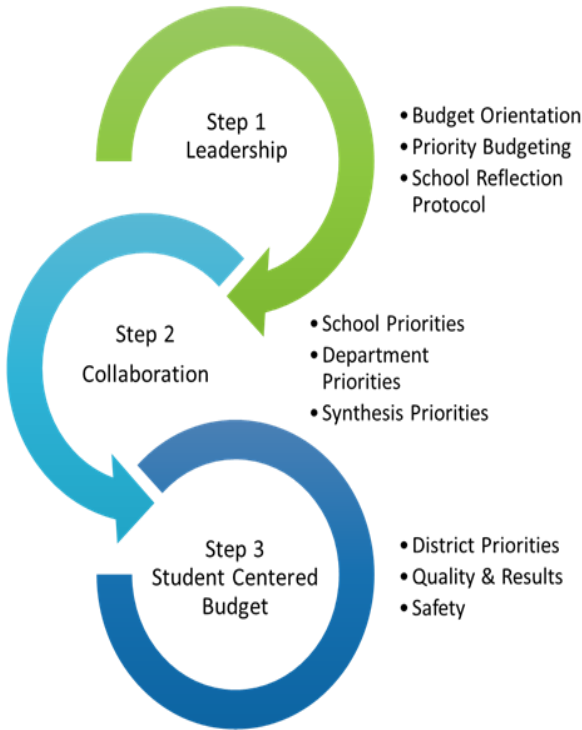 Step 1
Leadership
• Budget Orientation
• Priority Budgeting
• School Reflection
Protocol
Step 2
Collaboration
• School Priorities
• Department
Priorities
• Synthesis Priorities
Step 3
Student Centered
Budget
• District Priorities
• Quality & Results
• Safety